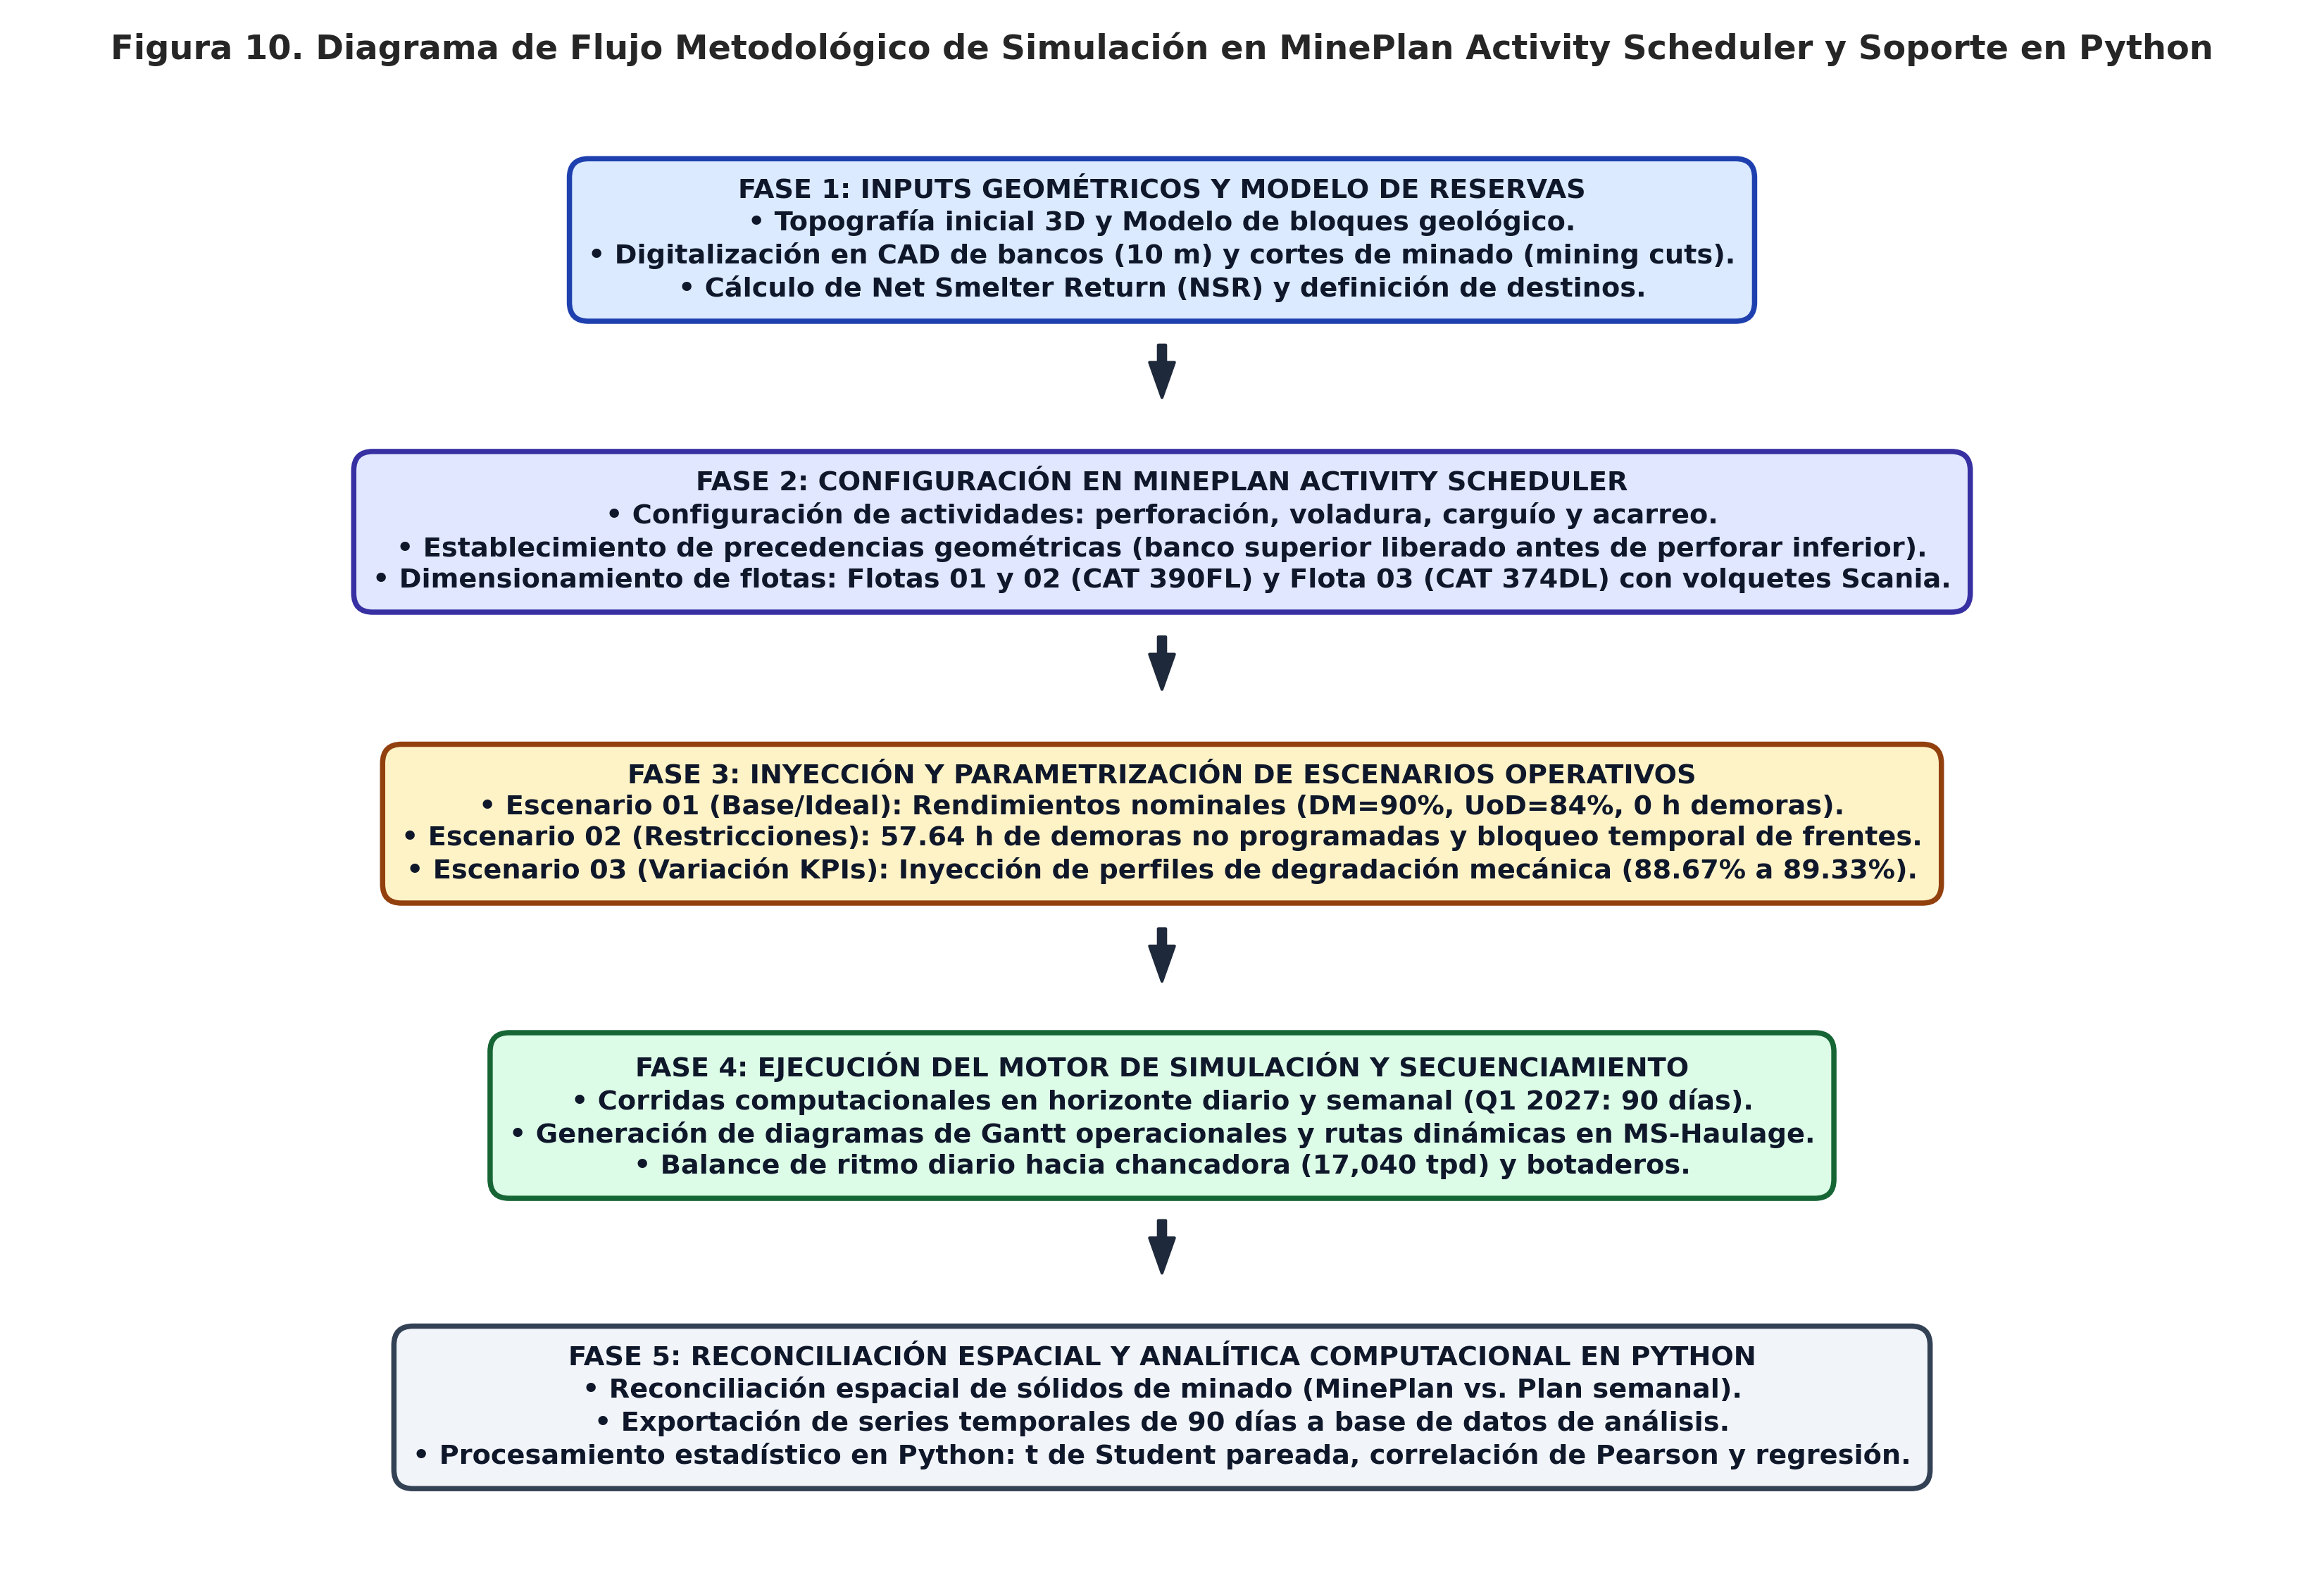 Figura 10. Diagrama de Flujo Metodológico de Simulación en MinePlan Activity Scheduler y Soporte en Python
FASE 1: INPUTS GEOMÉTRICOS Y MODELO DE RESERVAS
• Topografía inicial 3D y Modelo de bloques geológico.
• Digitalización en CAD de bancos (10 m) y cortes de minado (mining cuts).
• Cálculo de Net Smelter Return (NSR) y definición de destinos.
FASE 2: CONFIGURACIÓN EN MINEPLAN ACTIVITY SCHEDULER
• Configuración de actividades: perforación, voladura, carguío y acarreo.
• Establecimiento de precedencias geométricas (banco superior liberado antes de perforar inferior).
• Dimensionamiento de flotas: Flotas 01 y 02 (CAT 390FL) y Flota 03 (CAT 374DL) con volquetes Scania.
FASE 3: INYECCIÓN Y PARAMETRIZACIÓN DE ESCENARIOS OPERATIVOS
• Escenario 01 (Base/Ideal): Rendimientos nominales (DM=90%, UoD=84%, 0 h demoras).
• Escenario 02 (Restricciones): 57.64 h de demoras no programadas y bloqueo temporal de frentes.
• Escenario 03 (Variación KPIs): Inyección de perfiles de degradación mecánica (88.67% a 89.33%).
FASE 4: EJECUCIÓN DEL MOTOR DE SIMULACIÓN Y SECUENCIAMIENTO
• Corridas computacionales en horizonte diario y semanal (Q1 2027: 90 días).
• Generación de diagramas de Gantt operacionales y rutas dinámicas en MS-Haulage.
• Balance de ritmo diario hacia chancadora (17,040 tpd) y botaderos.
FASE 5: RECONCILIACIÓN ESPACIAL Y ANALÍTICA COMPUTACIONAL EN PYTHON
• Reconciliación espacial de sólidos de minado (MinePlan vs. Plan semanal).
• Exportación de series temporales de 90 días a base de datos de análisis.
• Procesamiento estadístico en Python: t de Student pareada, correlación de Pearson y regresión.